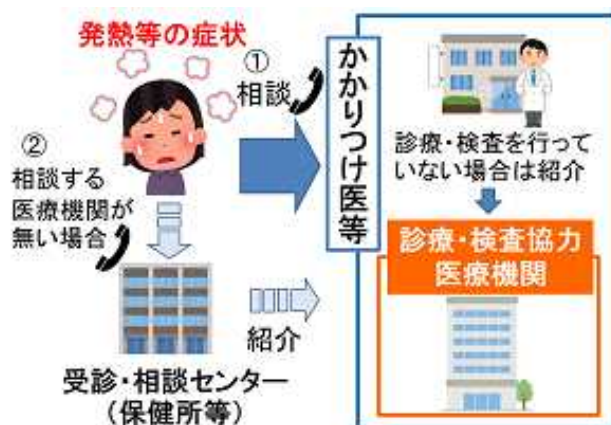 発熱等の症状
①
相談
②
相談する
医療機関が
無い場合
受診・相談センター
（保健所等）
紹介
かかりつけ医等
診療・検査を行って
いない場合は紹介
診療・検査協力
医療機関